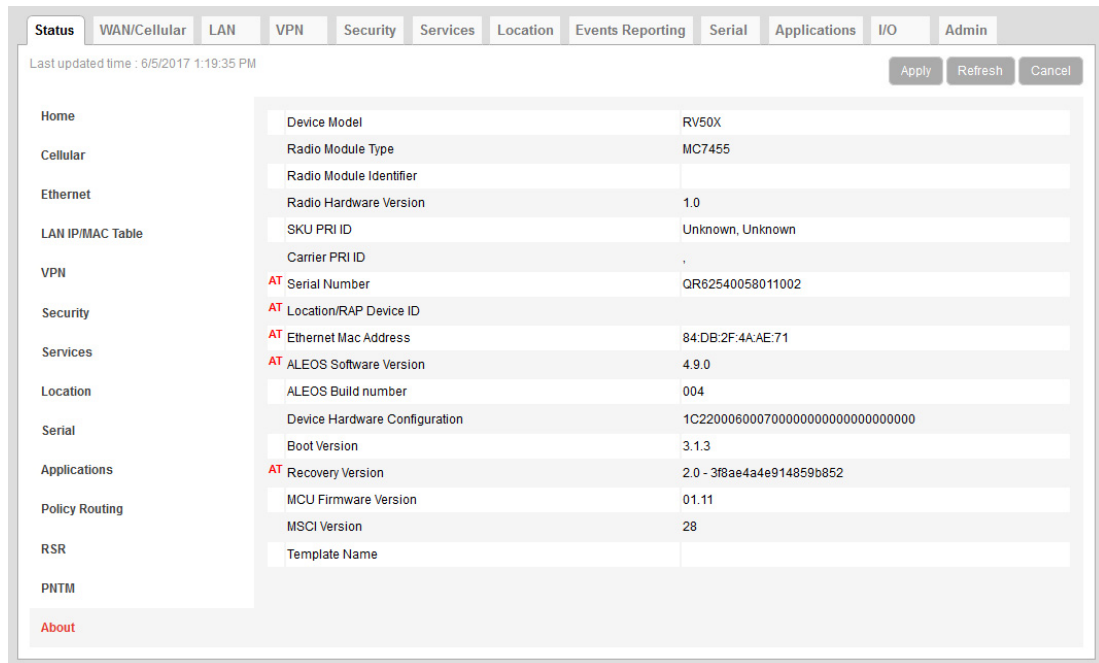 Status WAN/Cellular LAN VPN Security Services Location Events Reporting Serial Applications I/O Admin
Last updated time : 6/5/2017 1:19:35 PM
Apply Refresh Cancel
Home
Cellular
Ethernet
LAN IP/MAC Table
VPN
Security
Services
Location
Serial
Applications
Policy Routing
RSR
PNTM
About
Device Model RV50X
Radio Module Type MC7455
Radio Module Identifier
Radio Hardware Version 1.0
SKU PRI ID Unknown, Unknown
Carrier PRI ID ,
AT Serial Number QR62540058011002
AT Location/RAP Device ID
AT Ethernet Mac Address 84:DB:2F:4A:AE:71
AT ALEOS Software Version 4.9.0
ALEOS Build number 004
Device Hardware Configuration 1C220006000700000000000000000000
Boot Version 3.1.3
AT Recovery Version 2.0 - 3f8ae4a4e914859b852
MCU Firmware Version 01.11
MSCI Version 28
Template Name